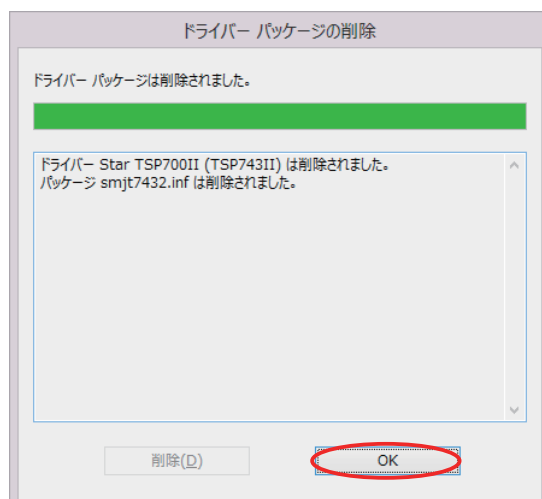 ドライバー パッケージの削除
ドライバー パッケージは削除されました。
ドライバー Star TSP700II (TSP743II) は削除されました。
パッケージ smjt7432.inf は削除されました。
削除(D)
OK